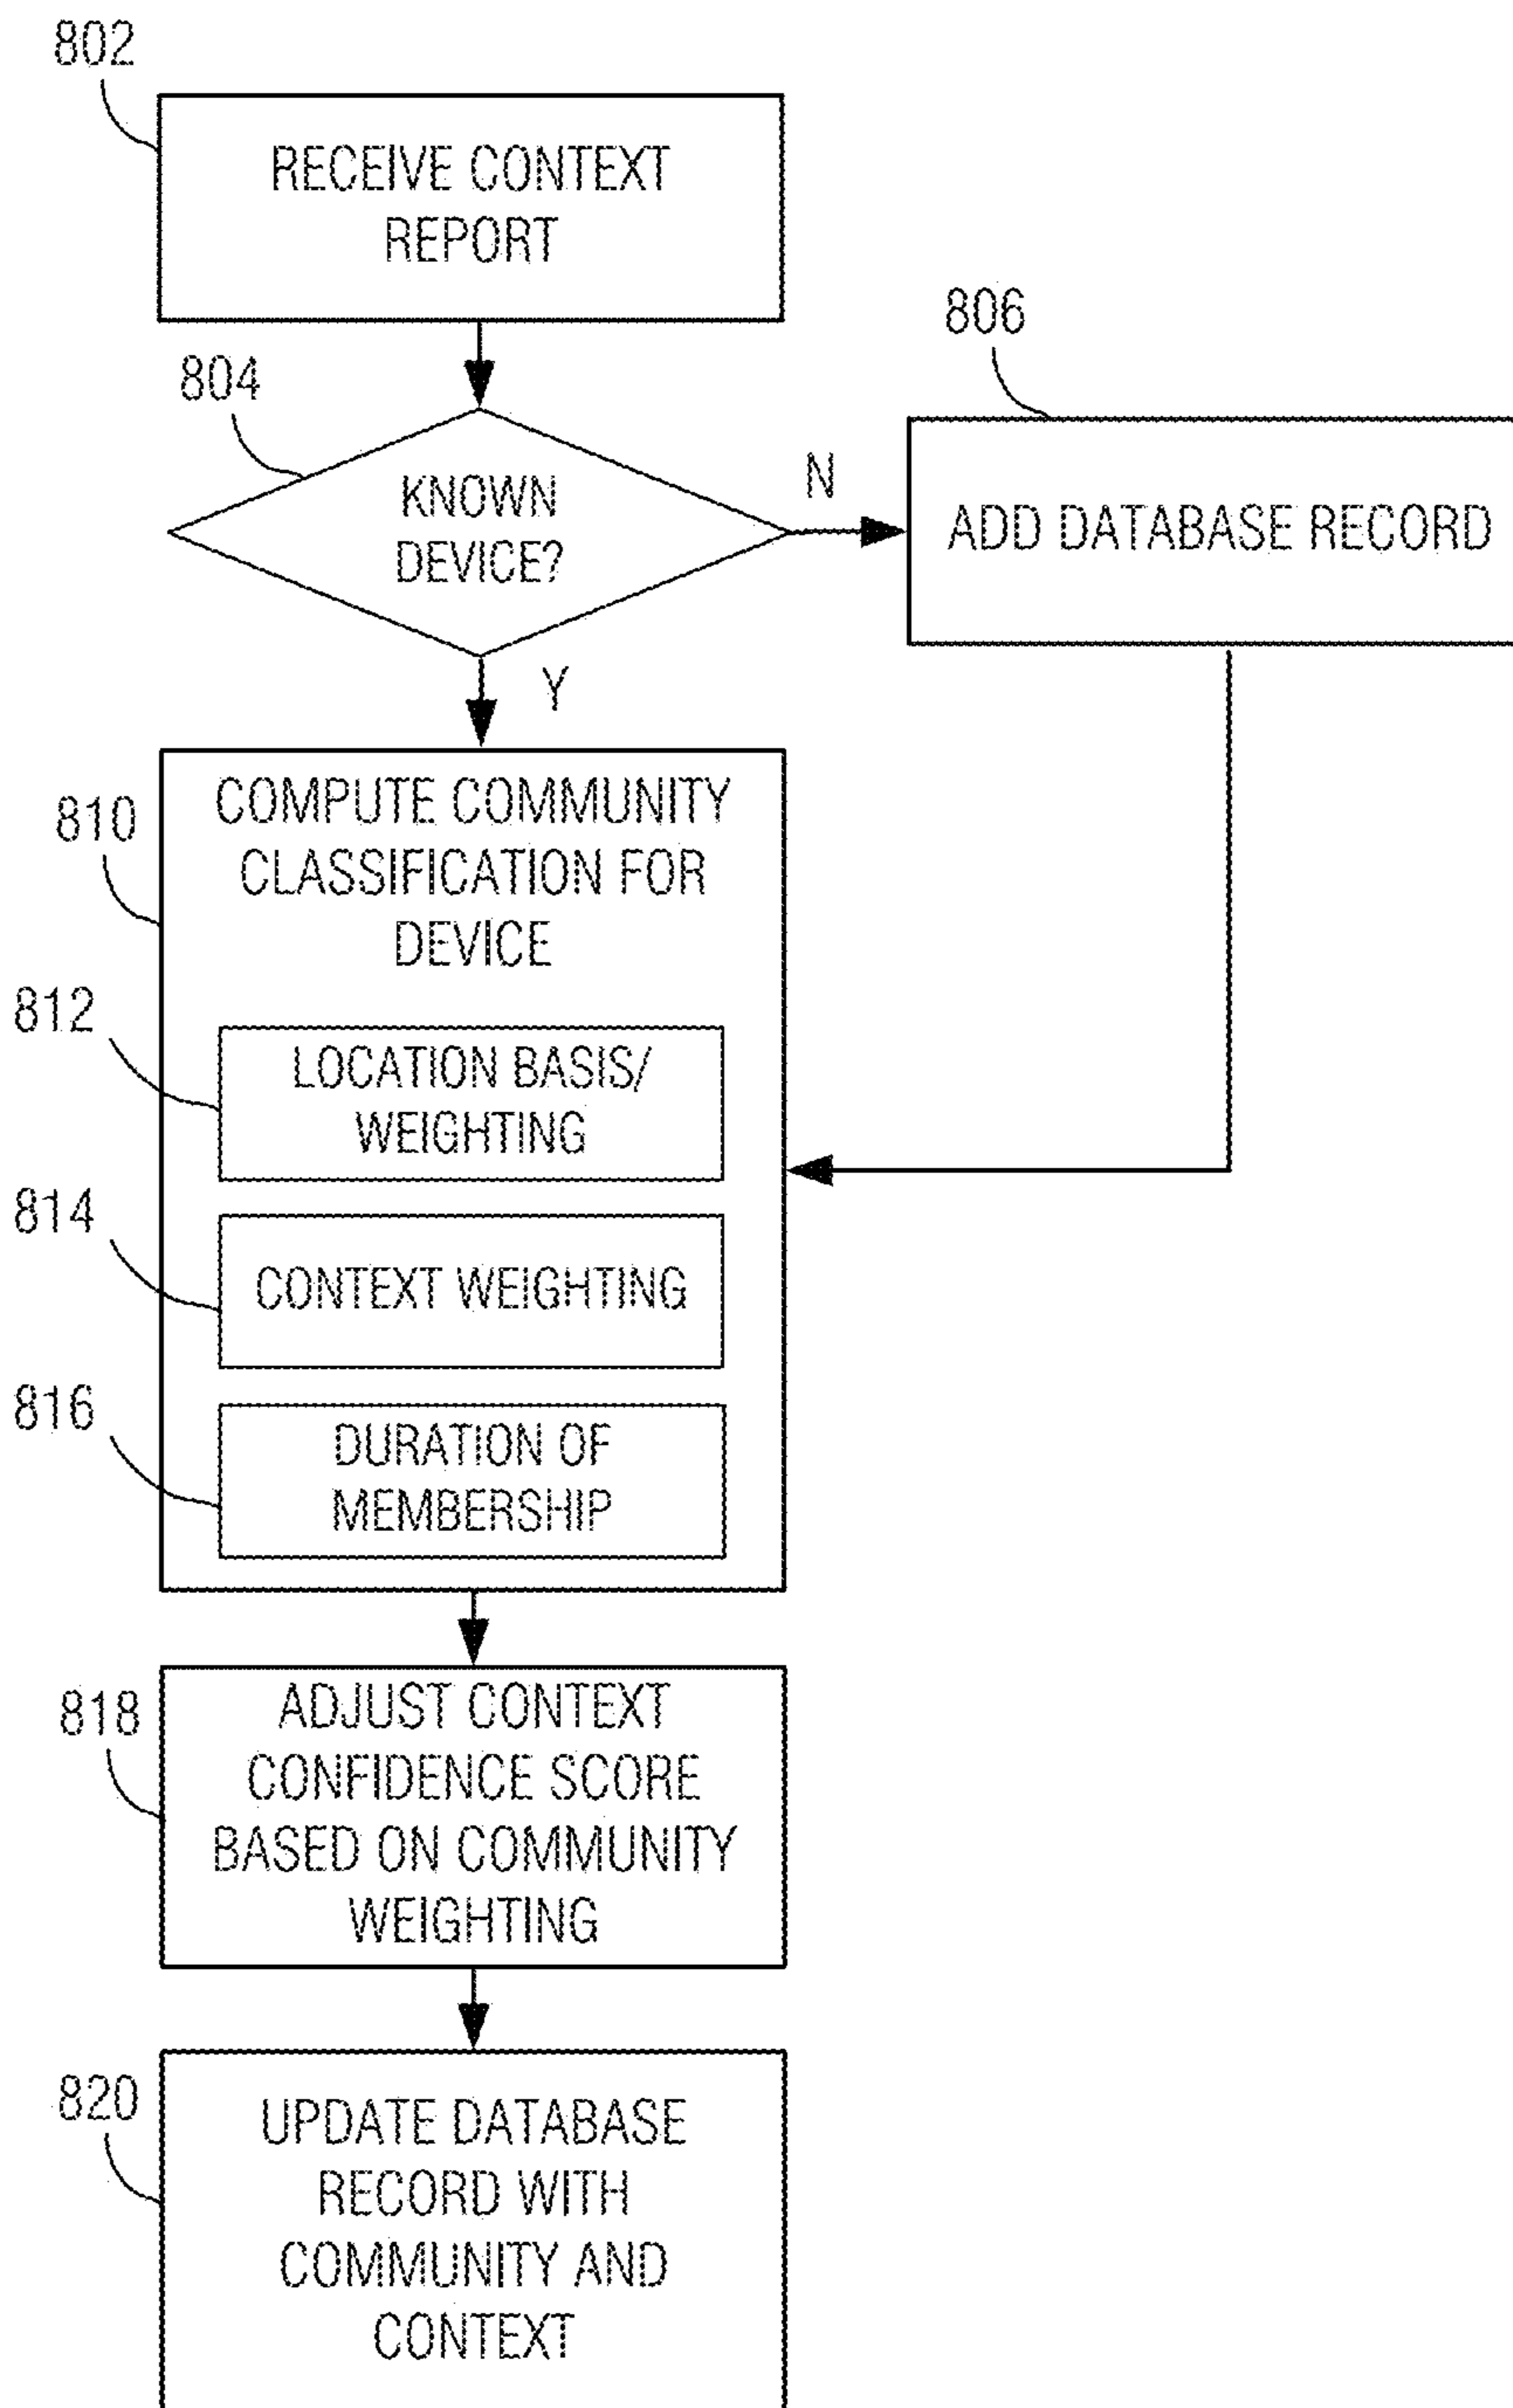 802
RECEIVE CONTEXT
REPORT
804
KNOWN
DEVICE?
N
806
ADD DATABASE RECORD
Y
810
COMPUTE COMMUNITY
CLASSIFICATION FOR
DEVICE
812
LOCATION BASIS/
WEIGHTING
814
CONTEXT WEIGHTING
816
DURATION OF
MEMBERSHIP
818
ADJUST CONTEXT
CONFIDENCE SCORE
BASED ON COMMUNITY
WEIGHTING
820
UPDATE DATABASE
RECORD WITH
COMMUNITY AND
CONTEXT